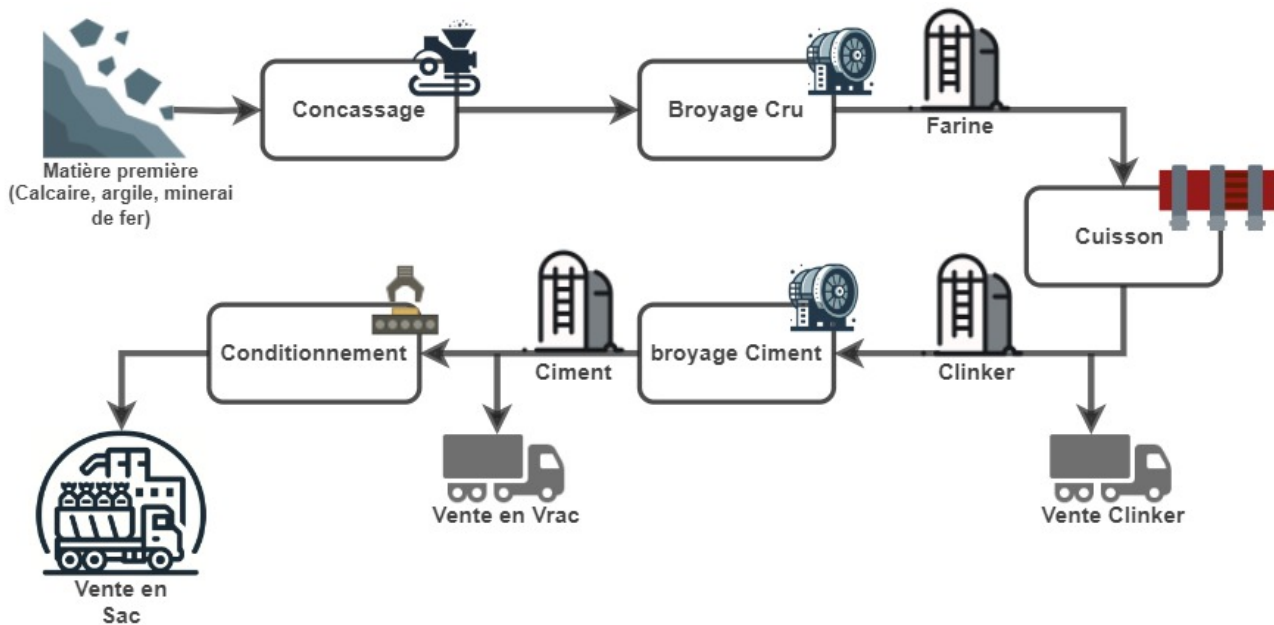 Concassage
Broyage Cru
Farine
Matière première
(Calcaire, argile, minerai
de fer)
Cuisson
Conditionnement
Ciment
broyage Ciment
Clinker
Vente en Vrac
Vente Clinker
Vente en
Sac